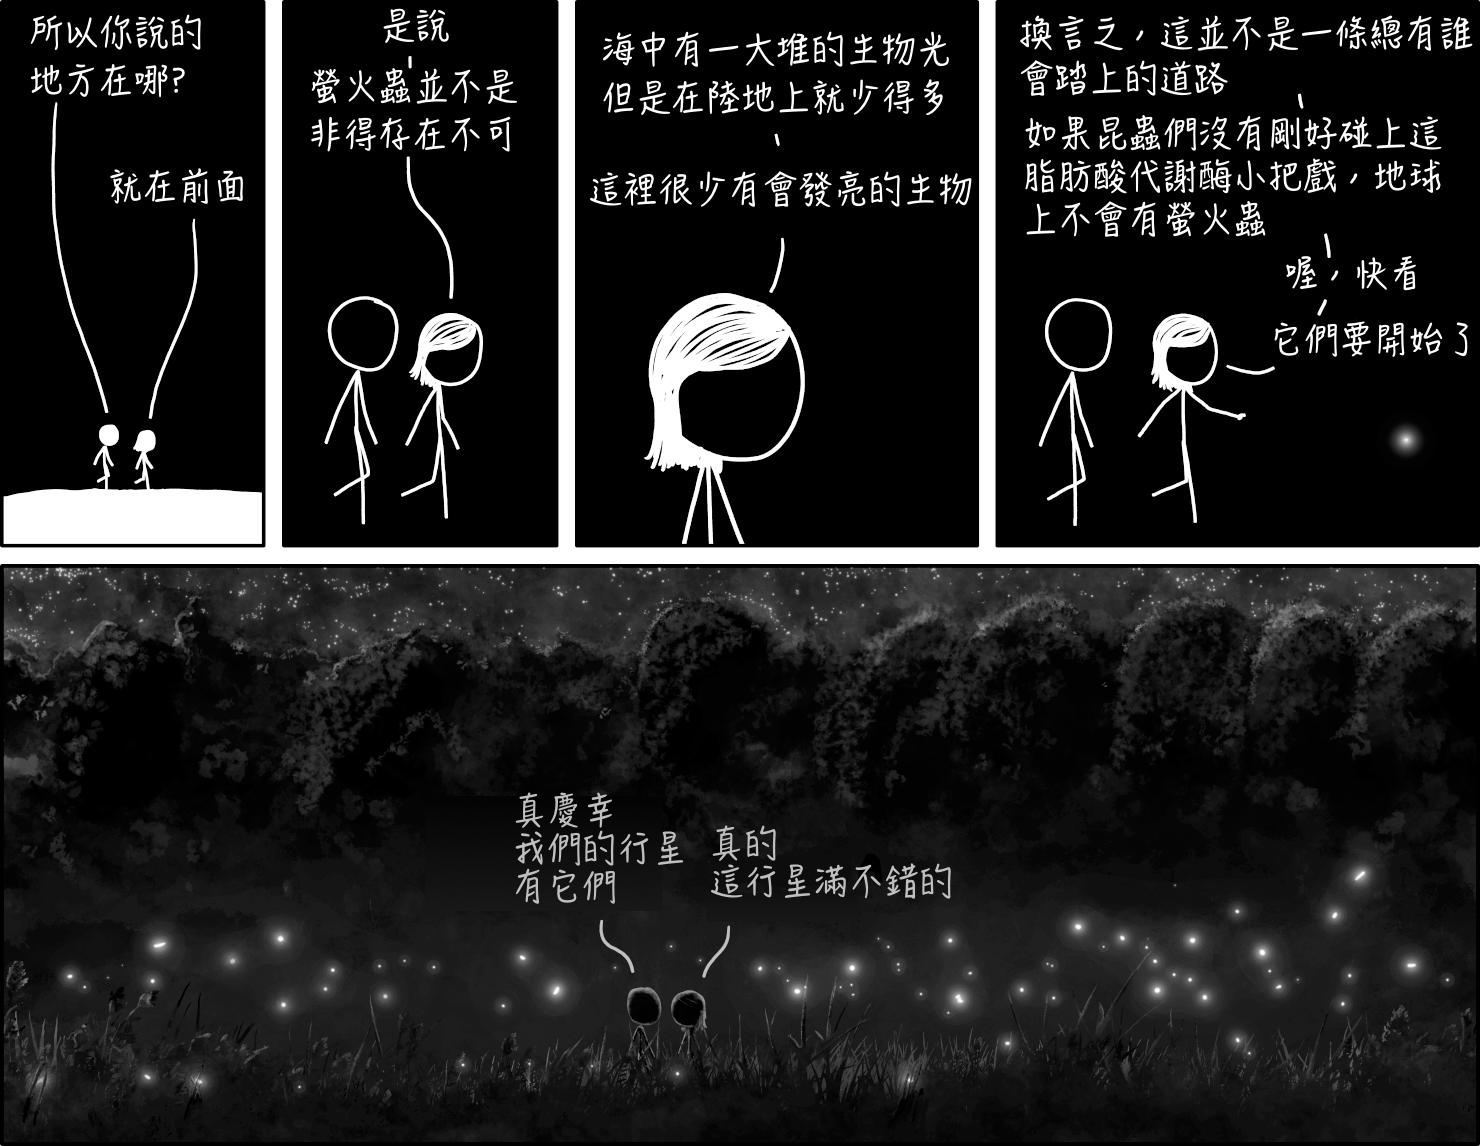 所以你說的
地方在哪?
就在前面
是說
螢火蟲並不是
非得存在不可
海中有一大堆的生物光
但是在陸地上就少得多
這裡很少有會發亮的生物
換言之，這並不是一條總有誰
會踏上的道路
如果昆蟲們沒有剛好碰上這
脂肪酸代謝酶小把戲，地球
上不會有螢火蟲
喔，快看
它們要開始了
真慶幸
我們的行星
有它們
真的
這行星滿不錯的